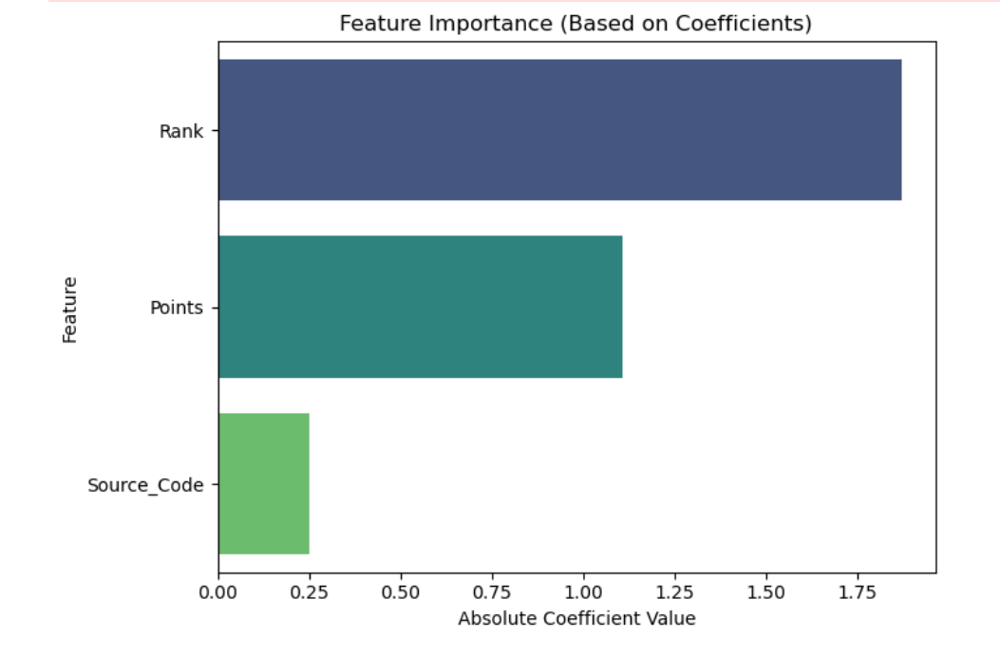 Feature Importance (Based on Coefficients)
Rank
Points
Source_Code
Feature
0.00 0.25 0.50 0.75 1.00 1.25 1.50 1.75
Absolute Coefficient Value